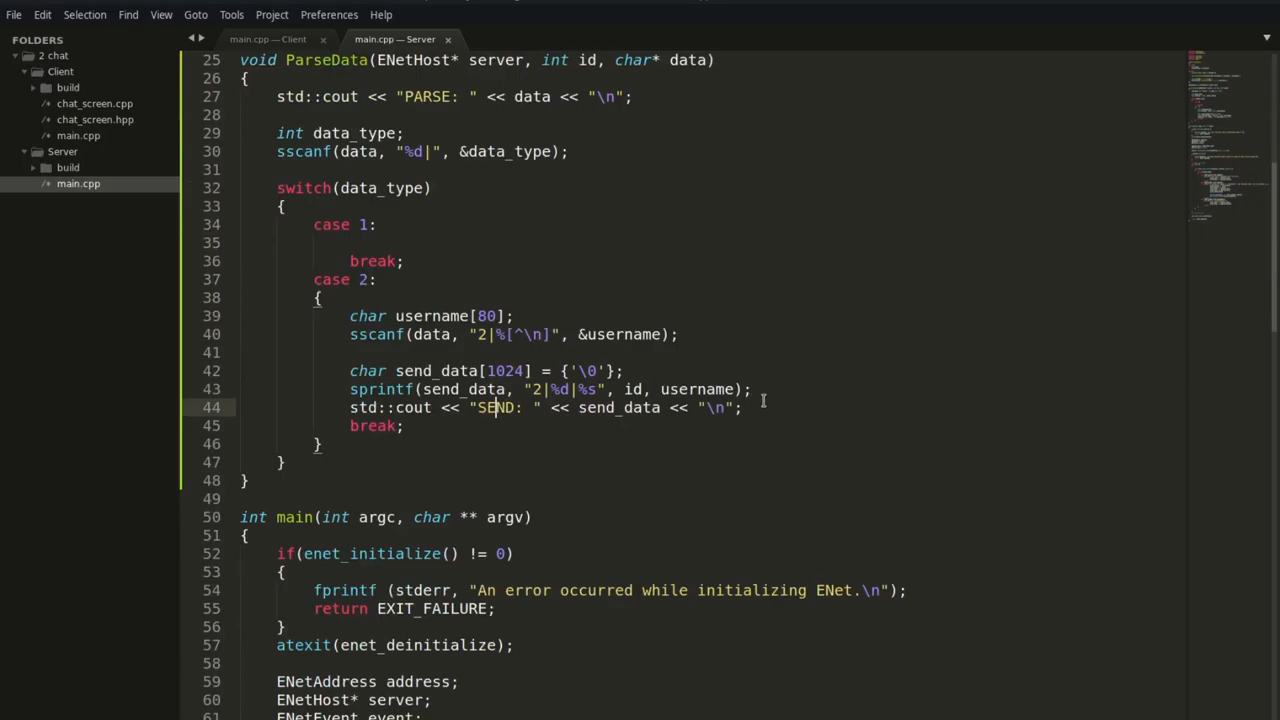 File Edit Selection Find View Goto Tools Project Preferences Help
FOLDERS
2 chat
Client
build
chat_screen.cpp
chat_screen.hpp
main.cpp
Server
build
main.cpp
main.cpp — Client × main.cpp — Server ×
25 void ParseData(ENetHost* server, int id, char* data)
26 {
27 std::cout << "PARSE: " << data << "\n";
28
29 int data_type;
30 sscanf(data, "%d|", &data_type);
31
32 switch(data_type)
33 {
34 case 1:
35
36 break;
37 case 2:
38 {
39 char username[80];
40 sscanf(data, "2|%[^\n]", &username);
41
42 char send_data[1024] = {'\0'};
43 sprintf(send_data, "2|%d|%s", id, username);
44 std::cout << "SEND: " << send_data << "\n";
45 break;
46 }
47 }
48 }
49
50 int main(int argc, char ** argv)
51 {
52 if(enet_initialize() != 0)
53 {
54 fprintf (stderr, "An error occurred while initializing ENet.\n");
55 return EXIT_FAILURE;
56 }
57 atexit(enet_deinitialize);
58
59 ENetAddress address;
60 ENetHost* server;
61 ENetEvent event;